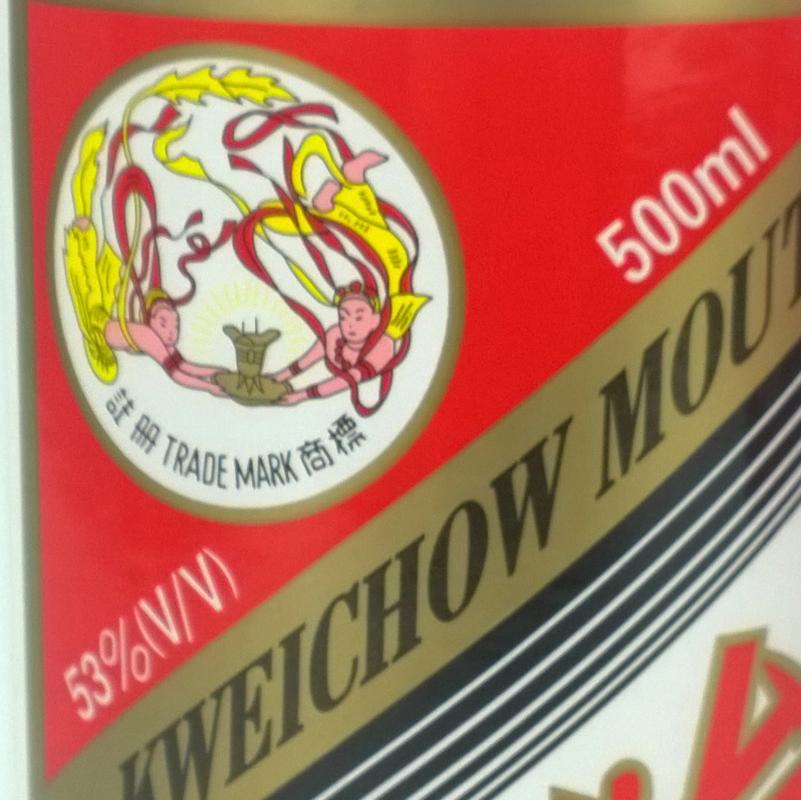 註册 TRADE MARK 商標
500ml
53%(V/V)
KWEICHOW MOUT